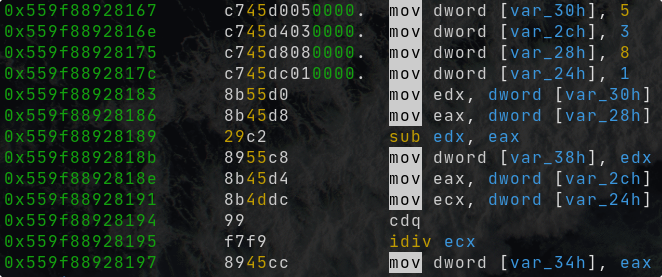 0x559f88928167 c745d0050000. mov dword [var_30h], 5
0x559f8892816e c745d4030000. mov dword [var_2ch], 3
0x559f88928175 c745d8080000. mov dword [var_28h], 8
0x559f8892817c c745dc010000. mov dword [var_24h], 1
0x559f88928183 8b55d0 mov edx, dword [var_30h]
0x559f88928186 8b45d8 mov eax, dword [var_28h]
0x559f88928189 29c2 sub edx, eax
0x559f8892818b 8955c8 mov dword [var_38h], edx
0x559f8892818e 8b45d4 mov eax, dword [var_2ch]
0x559f88928191 8b4ddc mov ecx, dword [var_24h]
0x559f88928194 99 cdq
0x559f88928195 f7f9 idiv ecx
0x559f88928197 8945cc mov dword [var_34h], eax